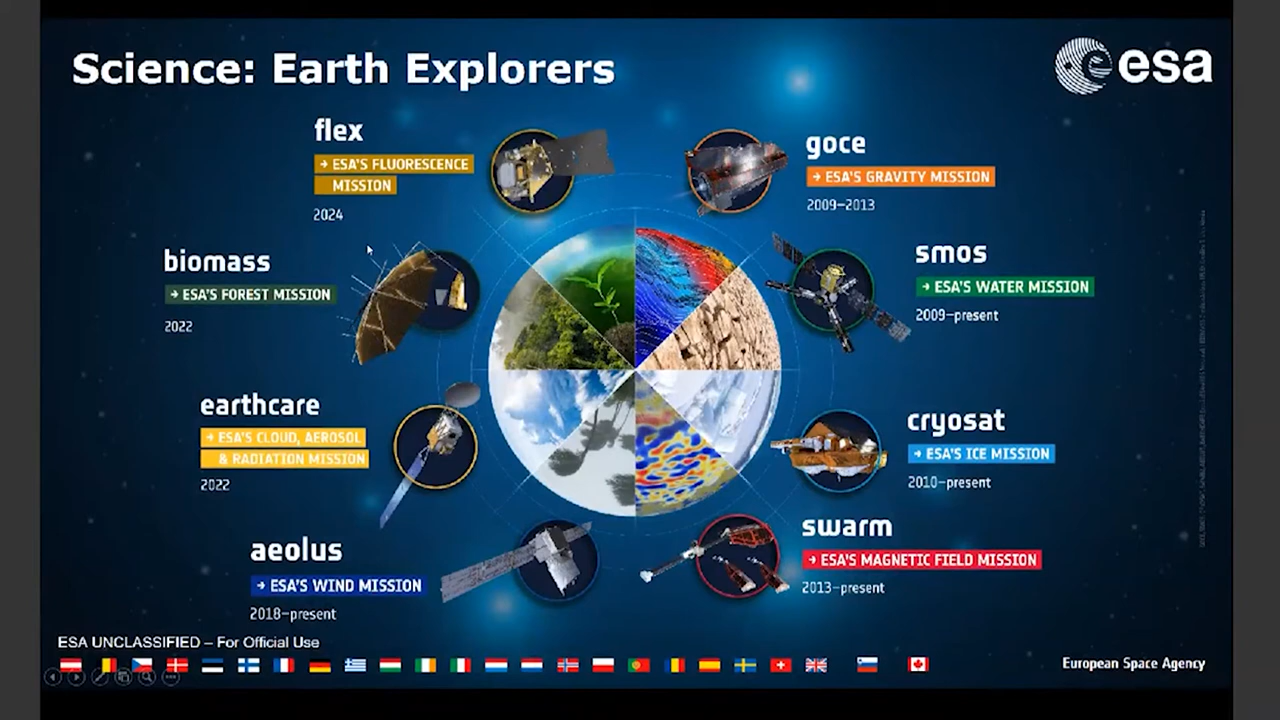 Science: Earth Explorers
esa
flex
→ ESA'S FLUORESCENCE
MISSION
2024
goce
→ ESA'S GRAVITY MISSION
2009–2013
biomass
→ ESA'S FOREST MISSION
2022
smos
→ ESA'S WATER MISSION
2009–present
earthcare
→ ESA'S CLOUD, AEROSOL
& RADIATION MISSION
2022
cryosat
→ ESA'S ICE MISSION
2010–present
aeolus
→ ESA'S WIND MISSION
2018–present
swarm
→ ESA'S MAGNETIC FIELD MISSION
2013–present
ESA UNCLASSIFIED – For Official Use
European Space Agency